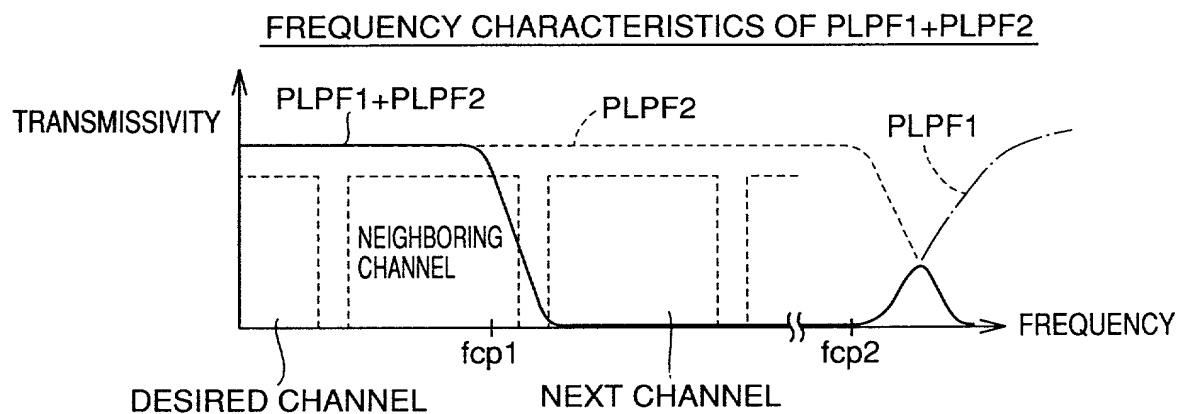 FREQUENCY CHARACTERISTICS OF PLPF1+PLPF2
TRANSMISSIVITY
PLPF1+PLPF2
PLPF2
PLPF1
NEIGHBORING
CHANNEL
fcp1
fcp2
FREQUENCY
DESIRED CHANNEL
NEXT CHANNEL